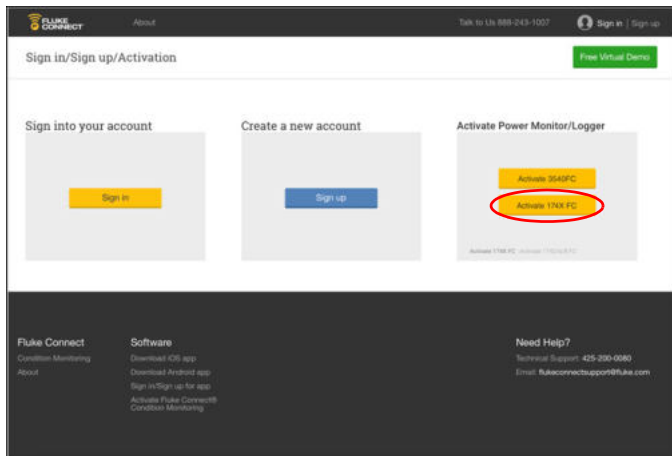 FLUKE CONNECT
About
Talk to Us 888-243-1007
Sign in | Sign up
Sign in/Sign up/Activation
Free Virtual Demo
Sign into your account
Create a new account
Activate Power Monitor/Logger
Sign in
Sign up
Activate 3540FC
Activate 174X FC
Activate 174X FC
Fluke Connect
Condition Monitoring
About
Software
Download iOS app
Download Android app
Sign in/Sign up for app
Activate Fluke Connect®
Condition Monitoring
Need Help?
Technical Support: 425-200-0080
Email: flukeconnectsupport@fluke.com